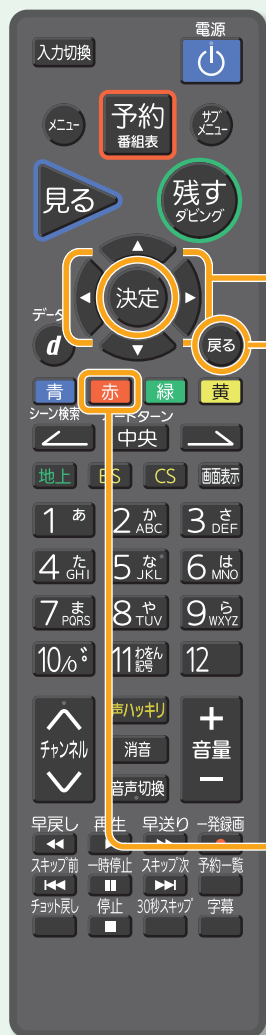 電源
入力切換
メニュー
予約
番組表
サブ
メニュー
見る
残す
ダビング
決定
データ
d
戻る
青 赤 緑 黄
シーン検索 オートターン
中央
地上 BS CS 画面表示
1 あ 2 か ABC 3 さ DEF
4 た GHI 5 な JKL 6 は MNO
7 ま PQRS 8 や TUV 9 ら WXYZ
10/0 11 わをん 記号 12
チャンネル
声ハッキリ
消音
音声切換
+
音量
−
早戻し 再生 早送り 一発録画
スキップ前 一時停止 スキップ次 予約一覧
チョット戻し 停止 30秒スキップ 字幕